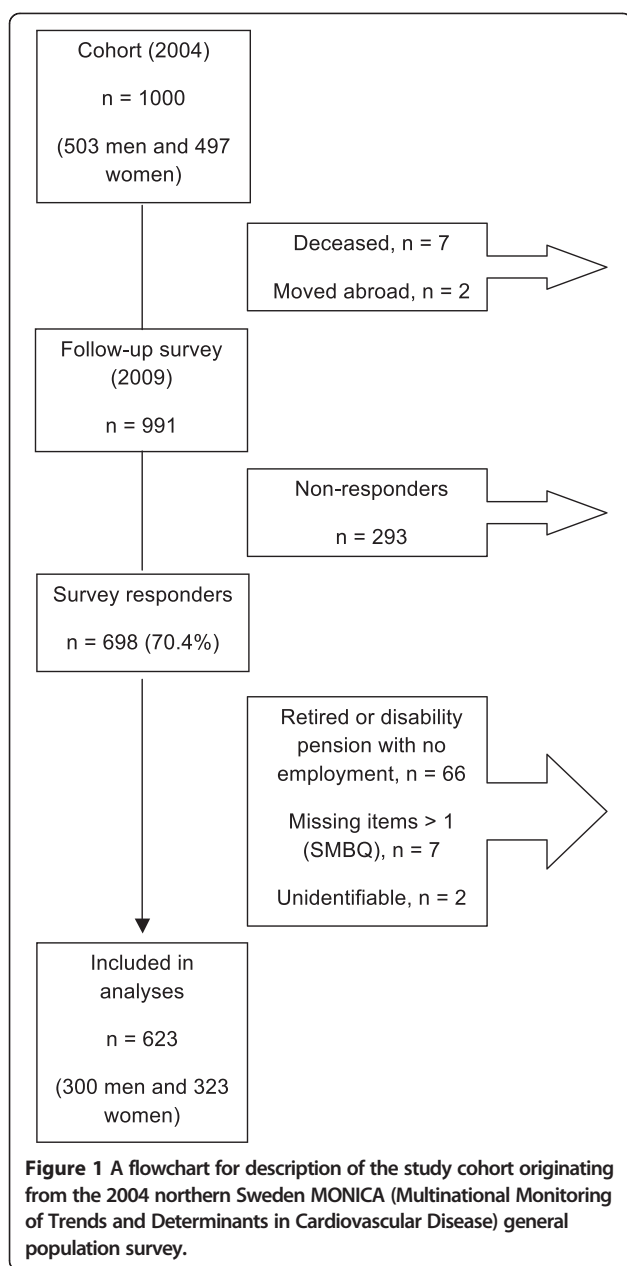 Cohort (2004)
n = 1000
(503 men and 497
women)
Deceased, n = 7
Moved abroad, n = 2
Follow-up survey
(2009)
n = 991
Non-responders
n = 293
Survey responders
n = 698 (70.4%)
Retired or disability
pension with no
employment, n = 66
Missing items > 1
(SMBQ), n = 7
Unidentifiable, n = 2
Included in
analyses
n = 623
(300 men and 323
women)
Figure 1 A flowchart for description of the study cohort originating
from the 2004 northern Sweden MONICA (Multinational Monitoring
of Trends and Determinants in Cardiovascular Disease) general
population survey.